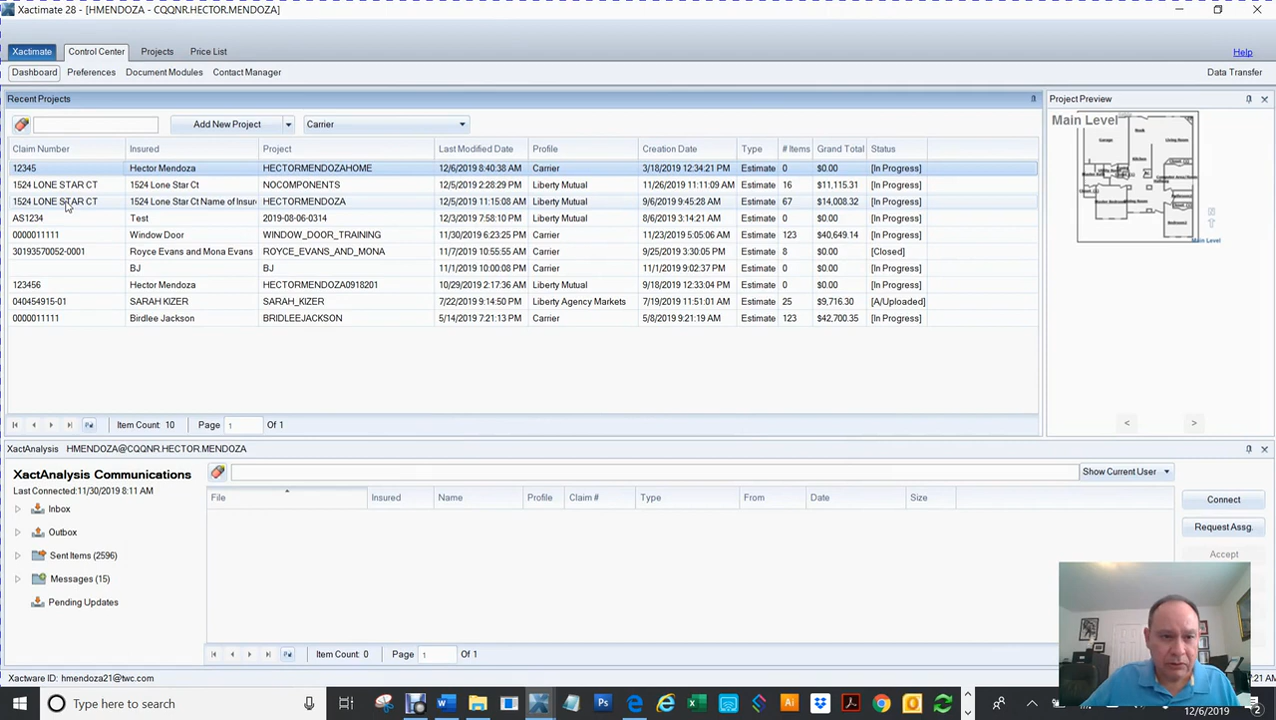 Xactimate 28 - [HMENDOZA - CQQNR.HECTOR.MENDOZA]
Xactimate Control Center Projects Price List Help
Dashboard Preferences Document Modules Contact Manager Data Transfer
Recent Projects
Add New Project Carrier
Claim Number Insured Project Last Modified Date Profile Creation Date Type # Items Grand Total Status
12345 Hector Mendoza HECTORMENDOZAHOME 12/6/2019 8:40:38 AM Carrier 3/18/2019 12:34:21 PM Estimate 0 $0.00 [In Progress]
1524 LONE STAR CT 1524 Lone Star Ct NOCOMPONENTS 12/5/2019 2:28:29 PM Liberty Mutual 11/26/2019 11:11:09 AM Estimate 16 $11,115.31 [In Progress]
1524 LONE STAR CT 1524 Lone Star Ct Name of Insur HECTORMENDOZA 12/5/2019 11:15:08 AM Liberty Mutual 9/6/2019 9:45:28 AM Estimate 67 $14,008.32 [In Progress]
AS1234 Test 2019-08-06-0314 12/3/2019 7:58:10 PM Carrier 8/6/2019 3:14:21 AM Estimate 0 $0.00 [In Progress]
0000011111 Window Door WINDOW_DOOR_TRAINING 11/30/2019 6:23:25 PM Carrier 11/23/2019 5:05:06 AM Estimate 123 $40,649.14 [In Progress]
30193570052-0001 Royce Evans and Mona Evans ROYCE_EVANS_AND_MONA 11/7/2019 10:55:55 AM Carrier 9/25/2019 3:30:05 PM Estimate 8 $0.00 [Closed]
BJ BJ 11/1/2019 10:00:08 PM Carrier 11/1/2019 9:02:37 PM Estimate 0 $0.00 [In Progress]
123456 Hector Mendoza HECTORMENDOZA0918201 10/29/2019 2:17:36 AM Carrier 9/18/2019 12:33:04 PM Estimate 0 $0.00 [In Progress]
040454915-01 SARAH KIZER SARAH_KIZER 7/22/2019 9:14:50 PM Liberty Agency Markets 7/19/2019 11:51:01 AM Estimate 25 $9,716.30 [A/Uploaded]
0000011111 Birdlee Jackson BRIDLEEJACKSON 5/14/2019 7:21:13 PM Carrier 5/8/2019 9:21:19 AM Estimate 123 $42,700.35 [In Progress]
Item Count: 10 Page 1 Of 1
Project Preview
Main Level
Garage
Living Room
Kitchen
Main Level
< >
XactAnalysis HMENDOZA@CQQNR.HECTOR.MENDOZA
XactAnalysis Communications
Last Connected:11/30/2019 8:11 AM
Inbox
Outbox
Sent Items (2596)
Messages (15)
Pending Updates
Show Current User
File Insured Name Profile Claim # Type From Date Size
Connect
Request Assg.
Accept
Item Count: 0 Page 1 Of 1
Xactware ID: hmendoza21@twc.com
:21 AM
Type here to search
12/6/2019
2